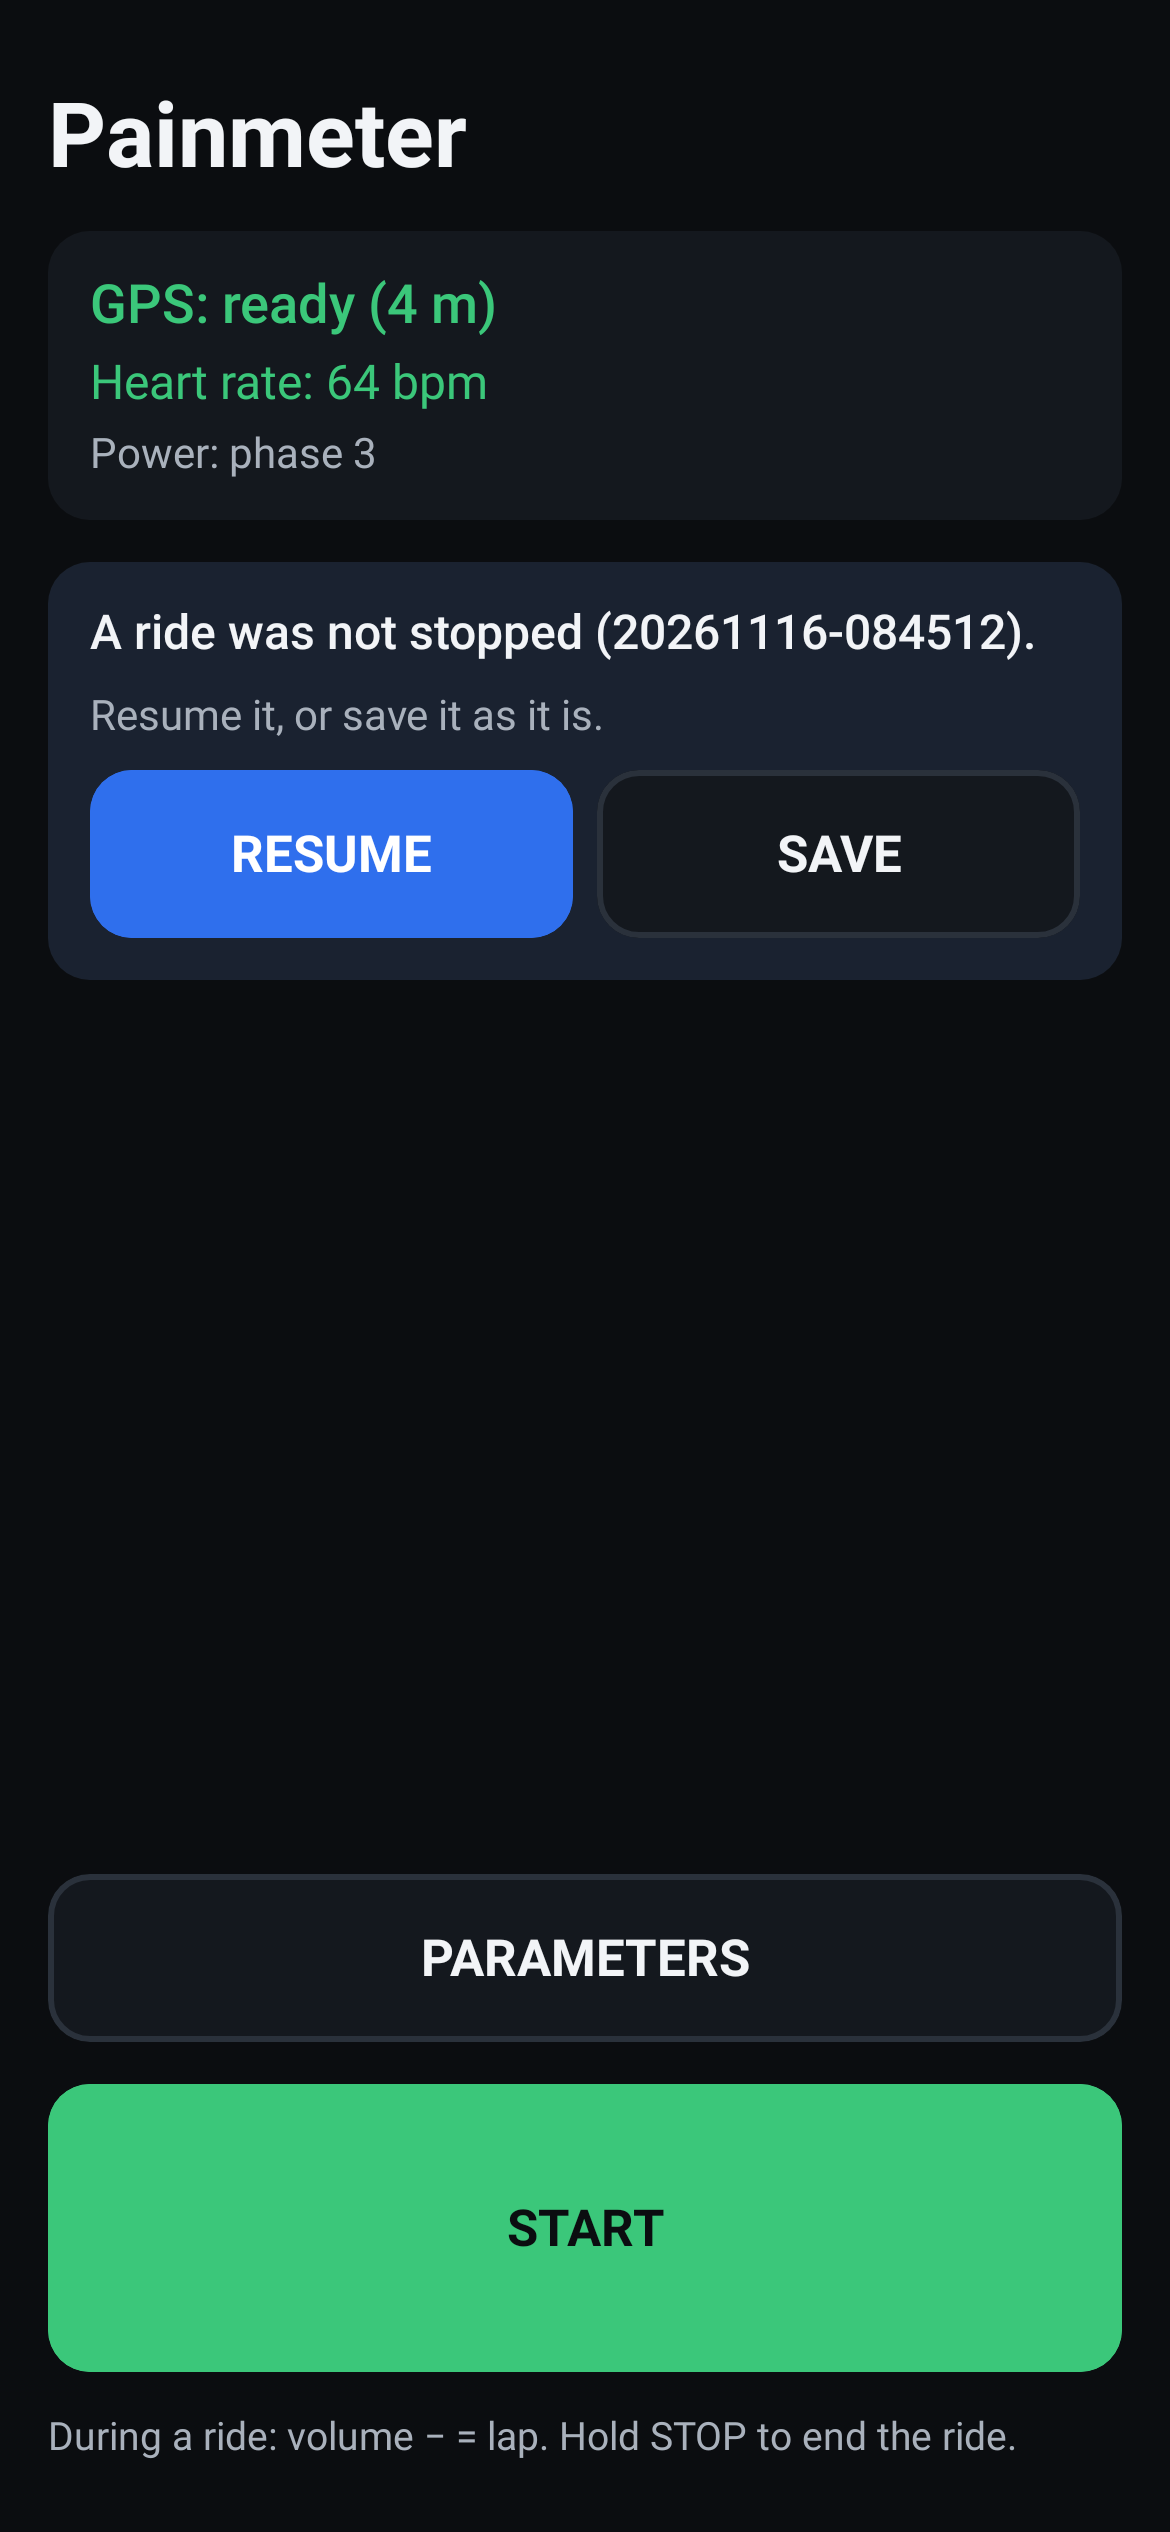 Painmeter
GPS: ready (4 m)
Heart rate: 64 bpm
Power: phase 3
A ride was not stopped (20261116-084512).
Resume it, or save it as it is.
RESUME
SAVE
PARAMETERS
START
During a ride: volume − = lap. Hold STOP to end the ride.